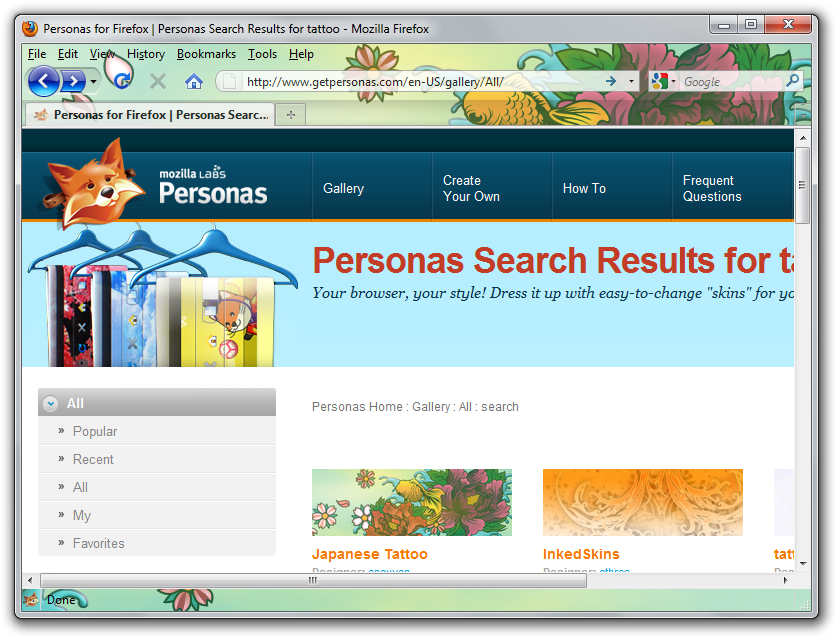 Personas for Firefox | Personas Search Results for tattoo - Mozilla Firefox
File Edit View History Bookmarks Tools Help
http://www.getpersonas.com/en-US/gallery/All/
Google
Personas for Firefox | Personas Searc...
mozilla LABS
Personas
Gallery
Create
Your Own
How To
Frequent
Questions
Personas Search Results for ta
Your browser, your style! Dress it up with easy-to-change "skins" for yo
All
» Popular
» Recent
» All
» My
» Favorites
Personas Home : Gallery : All : search
Japanese Tattoo
InkedSkins
tatt
Designer:
Designer:
Done